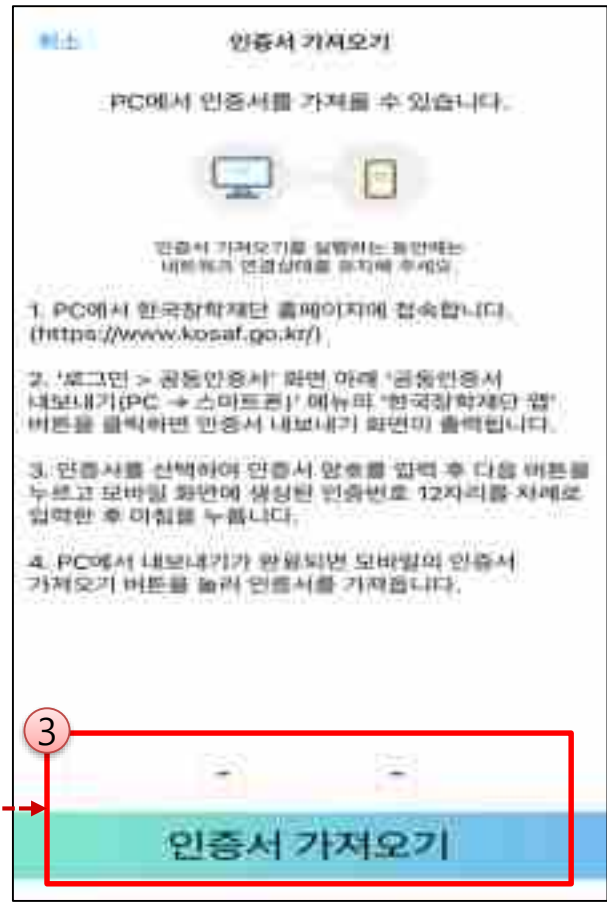 취소 인증서 가져오기
PC에서 인증서를 가져올 수 있습니다.
인증서 가져오기를 실행하는 동안에는
네트워크 연결상태를 유지해 주세요.
1. PC에서 한국장학재단 홈페이지에 접속합니다.
(https://www.kosaf.go.kr/)
2. '로그인 > 공동인증서' 화면 아래 '공동인증서
내보내기(PC → 스마트폰)' 메뉴의 '한국장학재단 앱'
버튼을 클릭하면 인증서 내보내기 화면이 출력됩니다.
3. 인증서를 선택하여 인증서 암호를 입력 후 다음 버튼을
누르고 모바일 화면에 생성된 인증번호 12자리를 차례로
입력한 후 마침을 누릅니다.
4. PC에서 내보내기가 완료되면 모바일의 인증서
가져오기 버튼을 눌러 인증서를 가져옵니다.
3
- -
인증서 가져오기